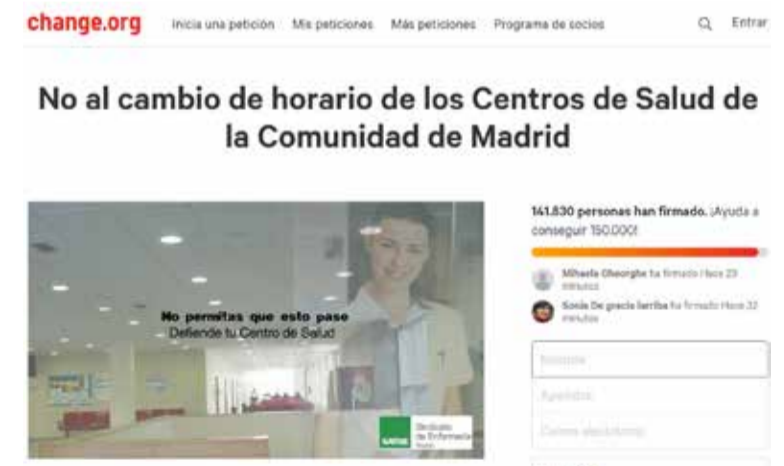 change.org
Inicia una petición Mis peticiones Más peticiones Programa de socios Entrar
No al cambio de horario de los Centros de Salud de
la Comunidad de Madrid
141.830 personas han firmado. ¡Ayuda a
conseguir 150.000!
Mihaela Gheorghe ha firmado Hace 23
minutos
Sonia De gracia larriba ha firmado Hace 32
minutos
No permitas que esto pase
Defiende tu Centro de Salud
satse
Sindicato
de Enfermería
Nombre
Apellidos
Correo electrónico